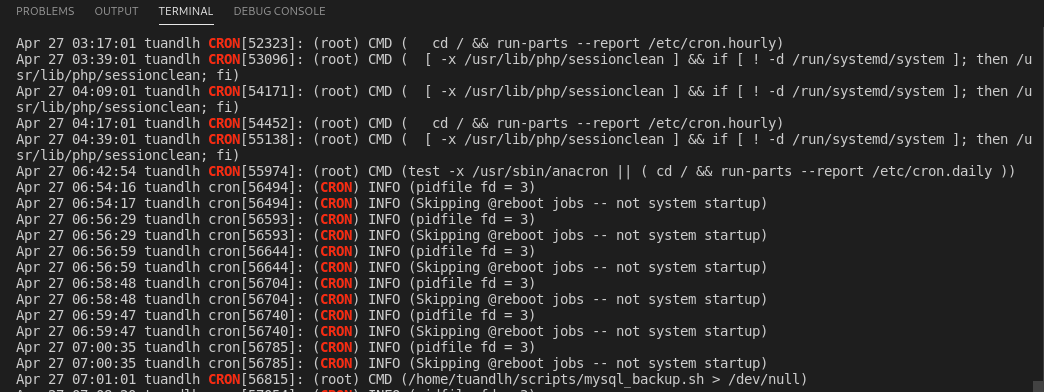 PROBLEMS OUTPUT TERMINAL DEBUG CONSOLE
Apr 27 03:17:01 tuandlh CRON[52323]: (root) CMD (   cd / && run-parts --report /etc/cron.hourly)
Apr 27 03:39:01 tuandlh CRON[53096]: (root) CMD (  [ -x /usr/lib/php/sessionclean ] && if [ ! -d /run/systemd/system ]; then /u
sr/lib/php/sessionclean; fi)
Apr 27 04:09:01 tuandlh CRON[54171]: (root) CMD (  [ -x /usr/lib/php/sessionclean ] && if [ ! -d /run/systemd/system ]; then /u
sr/lib/php/sessionclean; fi)
Apr 27 04:17:01 tuandlh CRON[54452]: (root) CMD (   cd / && run-parts --report /etc/cron.hourly)
Apr 27 04:39:01 tuandlh CRON[55138]: (root) CMD (  [ -x /usr/lib/php/sessionclean ] && if [ ! -d /run/systemd/system ]; then /u
sr/lib/php/sessionclean; fi)
Apr 27 06:42:54 tuandlh CRON[55974]: (root) CMD (test -x /usr/sbin/anacron || ( cd / && run-parts --report /etc/cron.daily ))
Apr 27 06:54:16 tuandlh cron[56494]: (CRON) INFO (pidfile fd = 3)
Apr 27 06:54:17 tuandlh cron[56494]: (CRON) INFO (Skipping @reboot jobs -- not system startup)
Apr 27 06:56:29 tuandlh cron[56593]: (CRON) INFO (pidfile fd = 3)
Apr 27 06:56:29 tuandlh cron[56593]: (CRON) INFO (Skipping @reboot jobs -- not system startup)
Apr 27 06:56:59 tuandlh cron[56644]: (CRON) INFO (pidfile fd = 3)
Apr 27 06:56:59 tuandlh cron[56644]: (CRON) INFO (Skipping @reboot jobs -- not system startup)
Apr 27 06:58:48 tuandlh cron[56704]: (CRON) INFO (pidfile fd = 3)
Apr 27 06:58:48 tuandlh cron[56704]: (CRON) INFO (Skipping @reboot jobs -- not system startup)
Apr 27 06:59:47 tuandlh cron[56740]: (CRON) INFO (pidfile fd = 3)
Apr 27 06:59:47 tuandlh cron[56740]: (CRON) INFO (Skipping @reboot jobs -- not system startup)
Apr 27 07:00:35 tuandlh cron[56785]: (CRON) INFO (pidfile fd = 3)
Apr 27 07:00:35 tuandlh cron[56785]: (CRON) INFO (Skipping @reboot jobs -- not system startup)
Apr 27 07:01:01 tuandlh CRON[56815]: (root) CMD (/home/tuandlh/scripts/mysql_backup.sh > /dev/null)